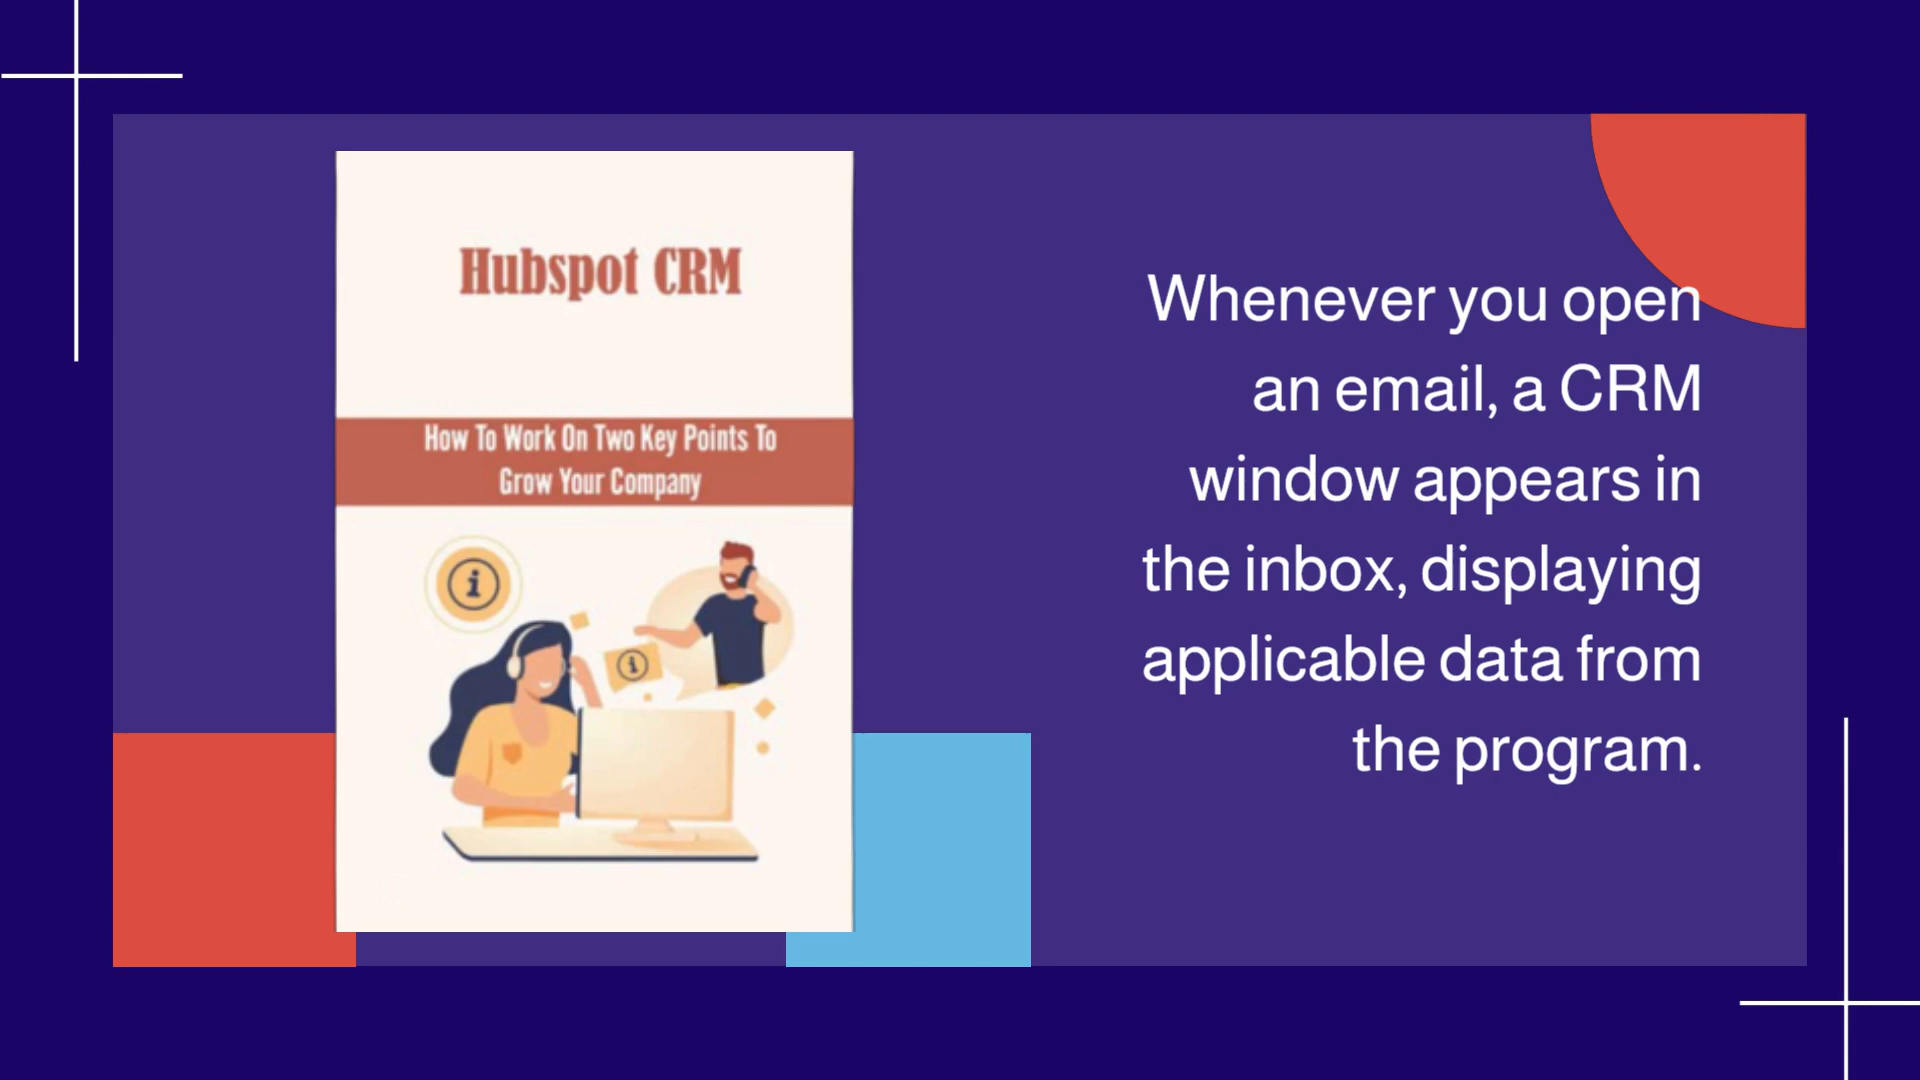 Hubspot CRM
How To Work On Two Key Points To
Grow Your Company
i
i
Whenever you open
an email, a CRM
window appears in
the inbox, displaying
applicable data from
the program.